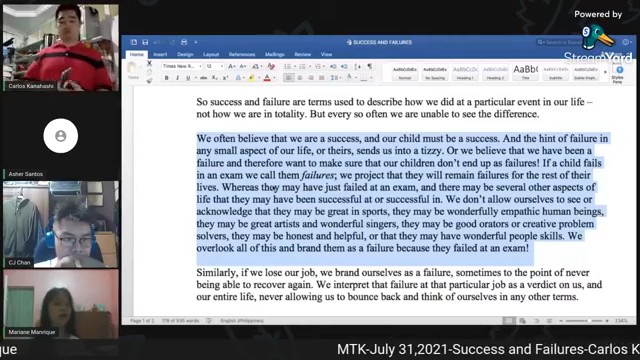 Powered by
StreamYard
SUCCESS AND FAILURES
Home
Insert
Design
Layout
References
Mailings
Review
View
Times New R...
So success and failure are terms used to describe how we did at a particular event in our life –
not how we are in totality. But every so often we are unable to see the difference.
We often believe that we are a success, and our child must be a success. And the hint of failure in
any small aspect of our life, or theirs, sends us into a tizzy. Or we believe that we have been a
failure and therefore want to make sure that our children don't end up as failures! If a child fails
in an exam we call them failures; we project that they will remain failures for the rest of their
lives. Whereas they may have just failed at an exam, and there may be several other aspects of
life that they may have been successful at or successful in. We don't allow ourselves to see or
acknowledge that they may be great in sports, they may be wonderfully empathic human beings,
they may be great artists and wonderful singers, they may be good orators or creative problem
solvers, they may be honest and helpful, or that they may have wonderful people skills. We
overlook all of this and brand them as a failure because they failed at an exam!
Similarly, if we lose our job, we brand ourselves as a failure, sometimes to the point of never
being able to recover again. We interpret that failure at that particular job as a verdict on us, and
our entire life, never allowing us to bounce back and think of ourselves in any other terms.
Carlos Kanahashi
Asher Santos
CJ Chan
Mariane Manrique
que
MTK-July 31,2021-Success and Failures-Carlos K